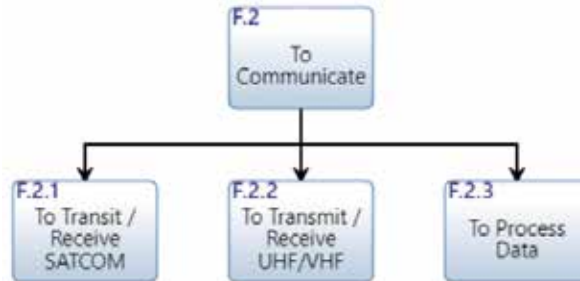 F.2
To
Communicate
F.2.1
To Transit /
Receive
SATCOM
F.2.2
To Transmit /
Receive
UHF/VHF
F.2.3
To Process
Data